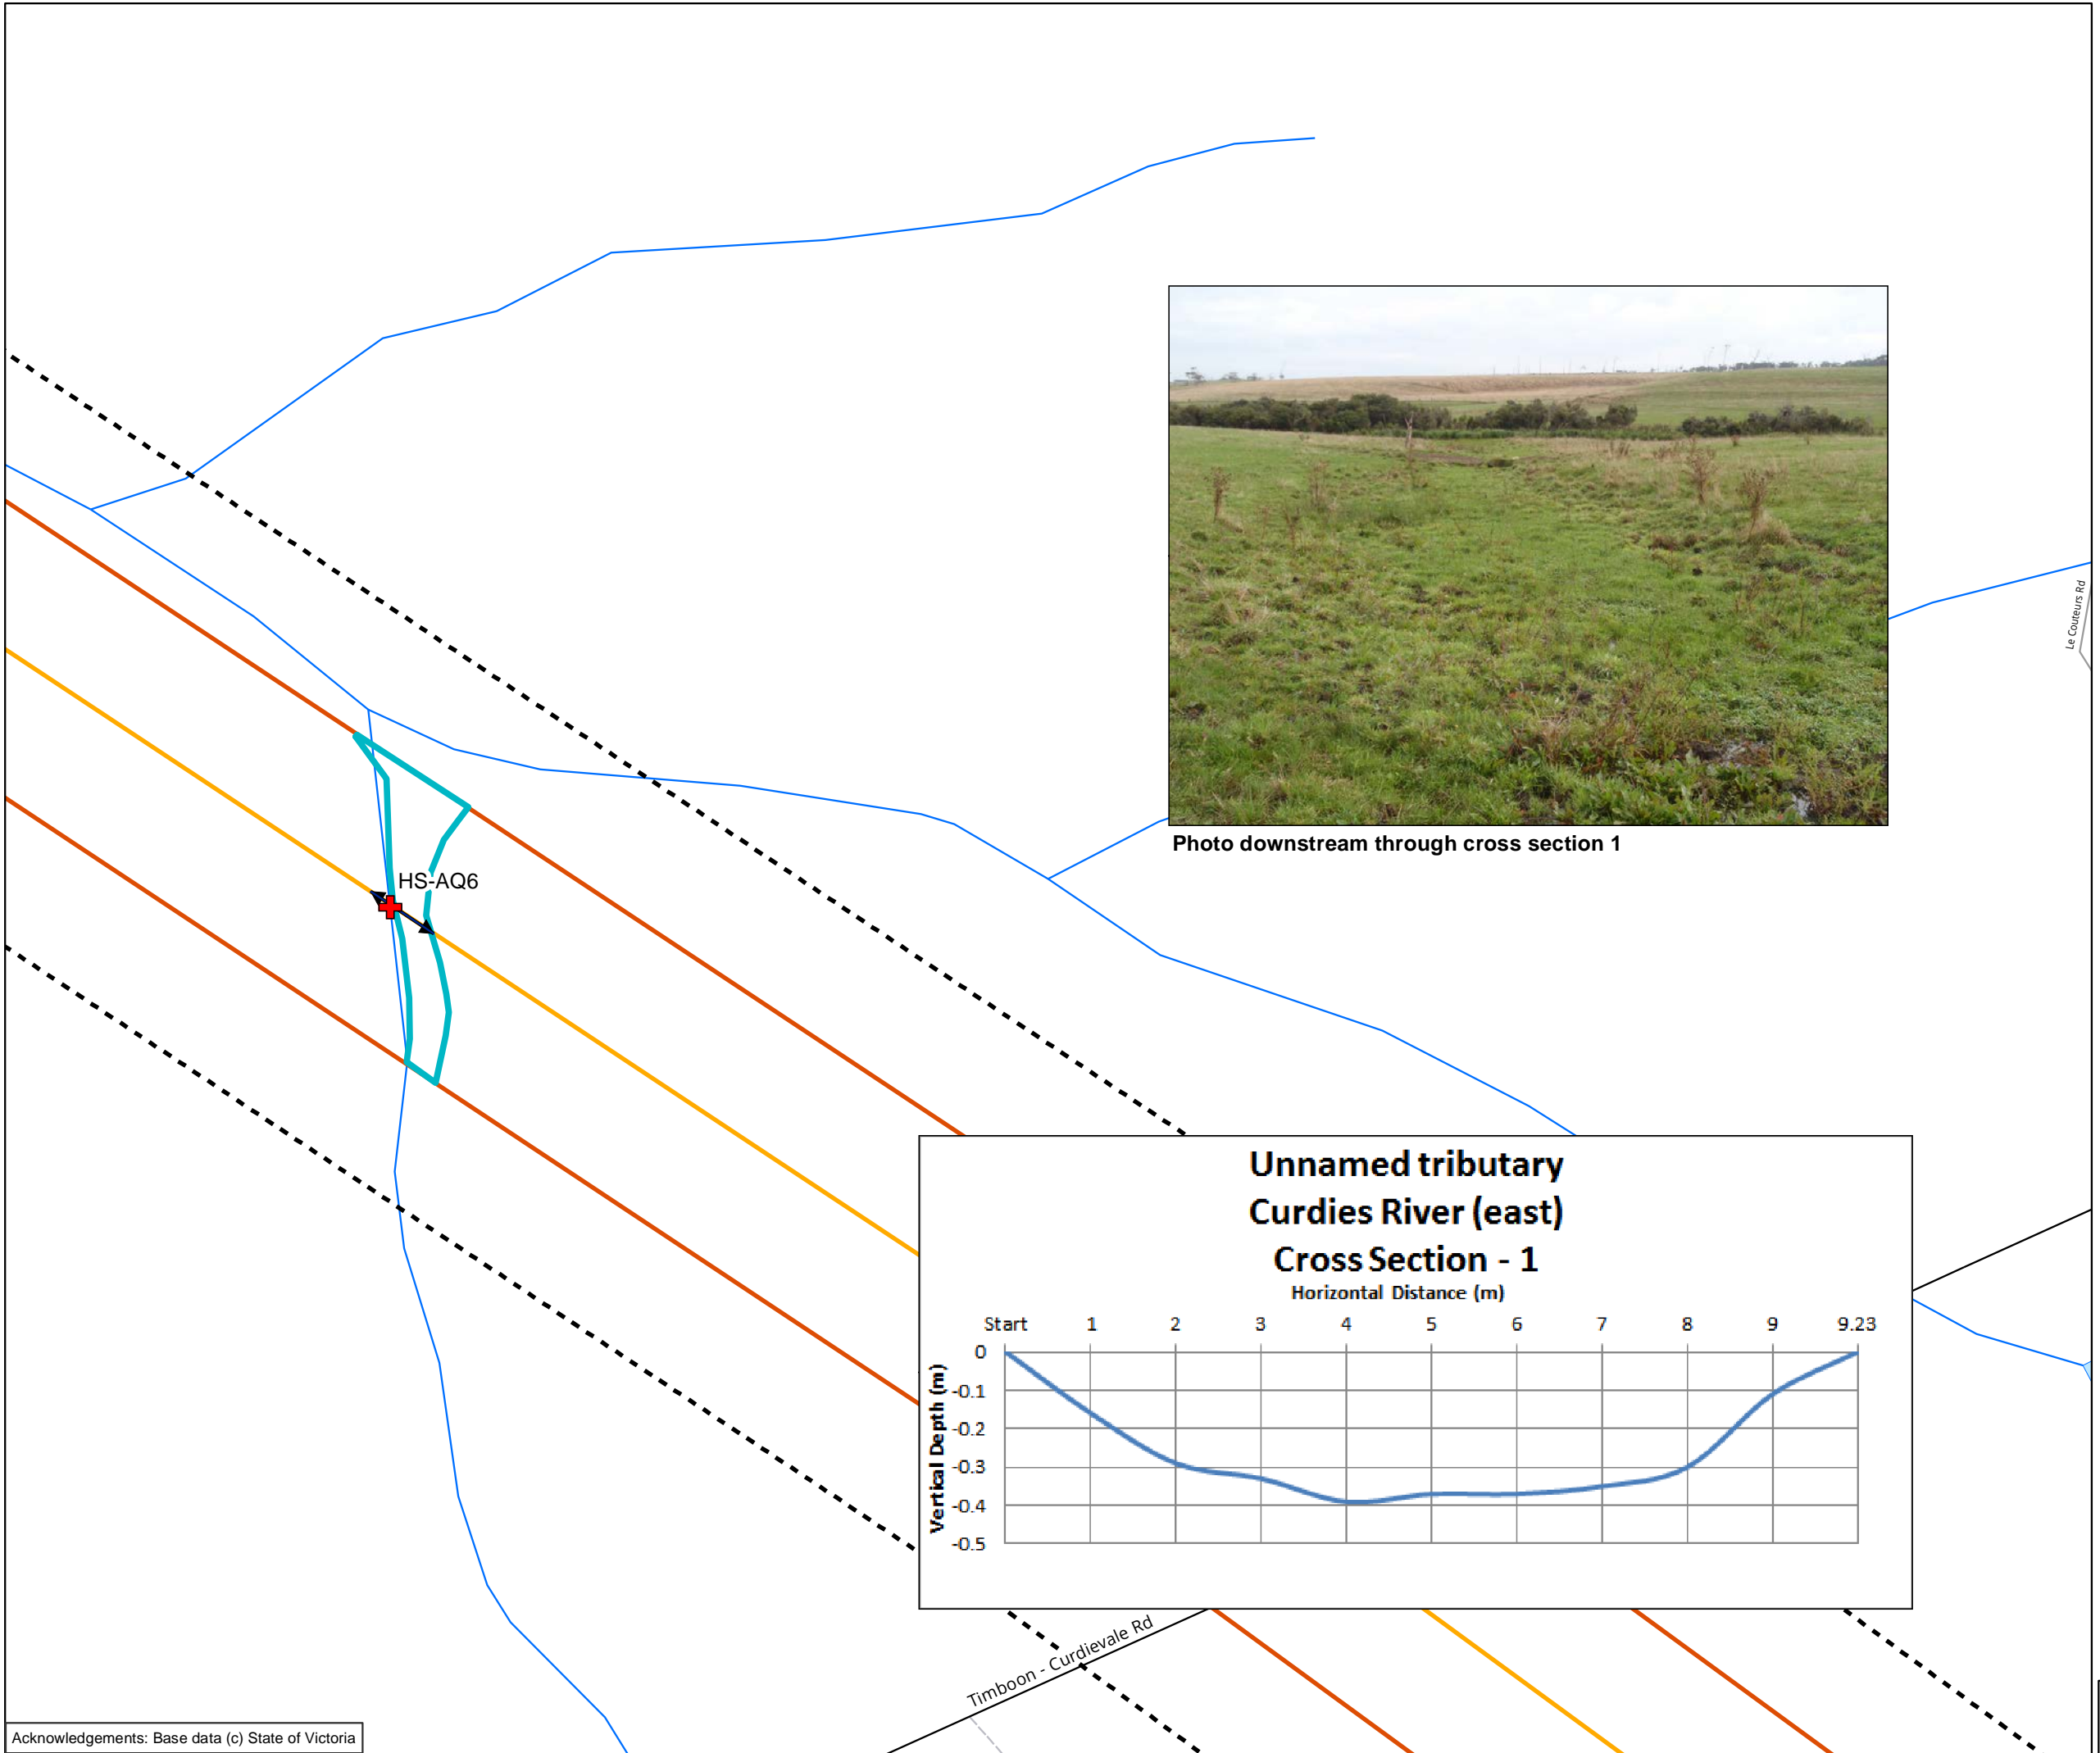 Le Couteurs Rd
Photo downstream through cross section 1
HS-AQ6
Unnamed tributary
Curdies River (east)
Cross Section - 1
Horizontal Distance (m)
Start 1 2 3 4 5 6 7 8 9 9.23
Vertical Depth (m)
0
-0.1
-0.2
-0.3
-0.4
-0.5
Timboon - Curdievale Rd
Acknowledgements: Base data (c) State of Victoria